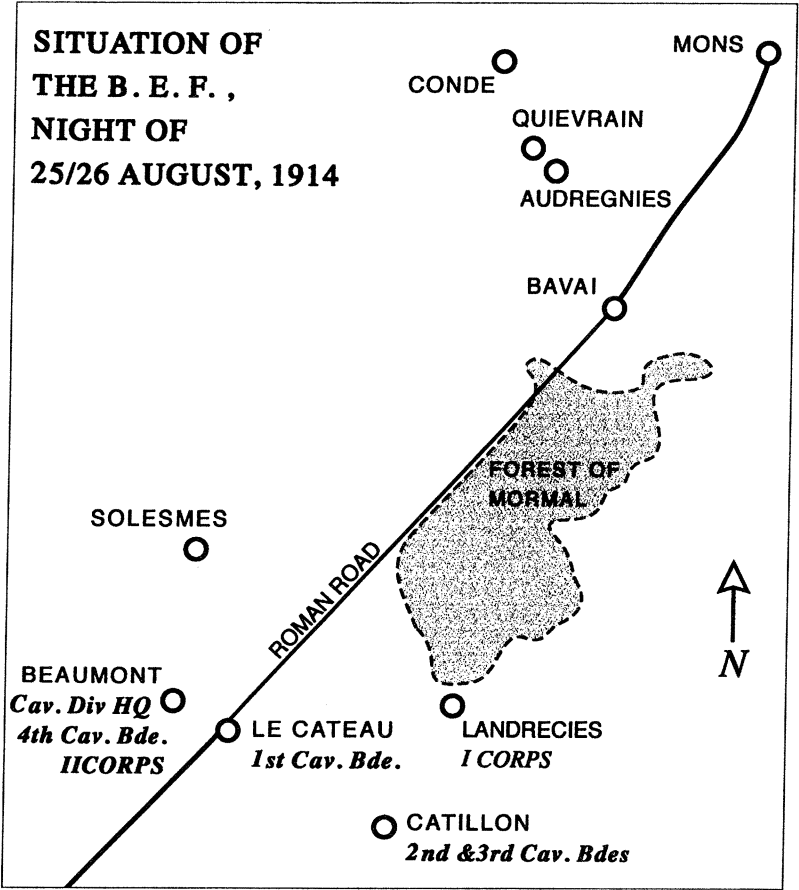 SITUATION OF
THE B. E. F. ,
NIGHT OF
25/26 AUGUST, 1914
MONS
CONDE
QUIEVRAIN
AUDREGNIES
BAVAI
FOREST OF
MORMAL
SOLESMES
ROMAN ROAD
N
BEAUMONT
Cav. Div HQ
4th Cav. Bde.
IICORPS
LE CATEAU
1st Cav. Bde.
LANDRECIES
I CORPS
CATILLON
2nd &3rd Cav. Bdes